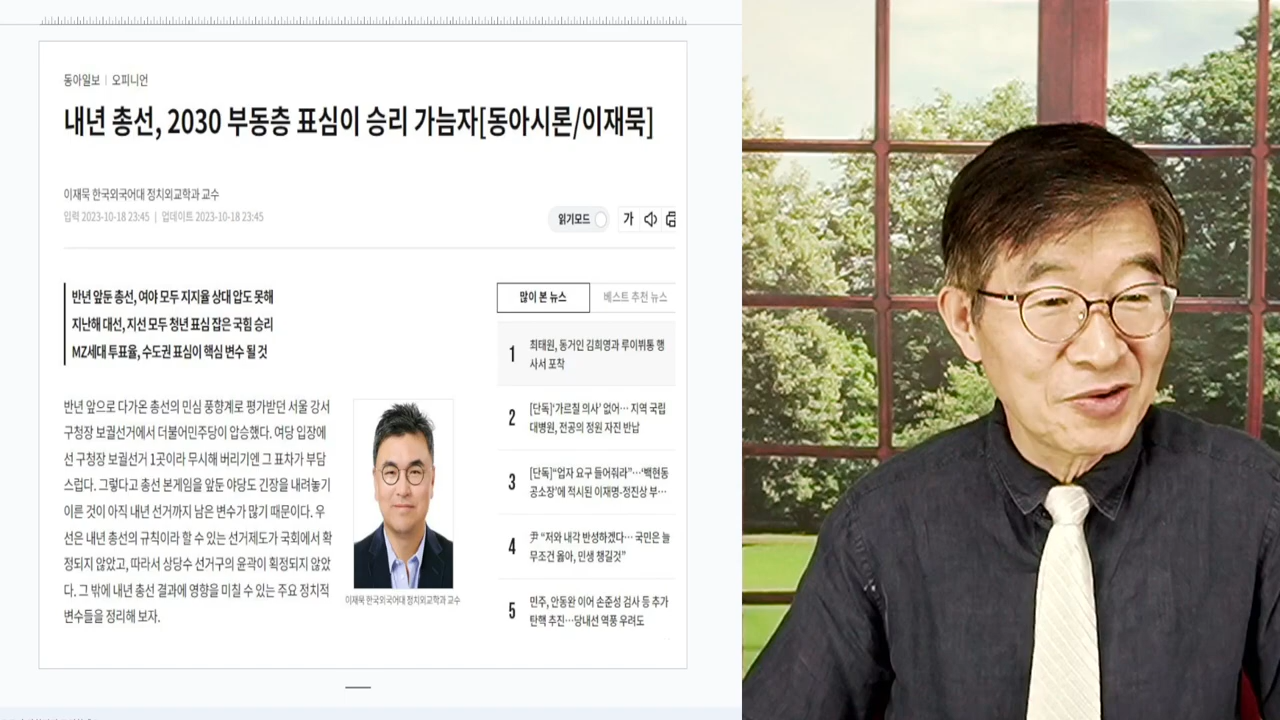 동아일보 | 오피니언
내년 총선, 2030 부동층 표심이 승리 가늠자[동아시론/이재묵]
이재묵 한국외국어대 정치외교학과 교수
입력 2023-10-18 23:45 | 업데이트 2023-10-18 23:45
읽기모드
가
반년 앞둔 총선, 여야 모두 지지율 상대 압도 못해
지난해 대선, 지선 모두 청년 표심 잡은 국힘 승리
MZ세대 투표율, 수도권 표심이 핵심 변수 될 것
반년 앞으로 다가온 총선의 민심 풍향계로 평가받던 서울 강서
구청장 보궐선거에서 더불어민주당이 압승했다. 여당 입장에
선 구청장 보궐선거 1곳이라 무시해 버리기엔 그 표차가 부담
스럽다. 그렇다고 총선 본게임을 앞둔 야당도 긴장을 내려놓기
이른 것이 아직 내년 선거까지 남은 변수가 많기 때문이다. 우
선은 내년 총선의 규칙이라 할 수 있는 선거제도가 국회에서 확
정되지 않았고, 따라서 상당수 선거구의 윤곽이 획정되지 않았
다. 그 밖에 내년 총선 결과에 영향을 미칠 수 있는 주요 정치적
변수들을 정리해 보자.
이재묵 한국외국어대 정치외교학과 교수
많이 본 뉴스
베스트 추천 뉴스
1 최태원, 동거인 김희영과 루이뷔통 행
사서 포착
2 [단독]‘가르칠 의사’ 없어… 지역 국립
대병원, 전공의 정원 자진 반납
3 [단독]“업자 요구 들어줘라”…‘백현동
공소장’에 적시된 이재명-정진상 부…
4 尹 “저와 내각 반성하겠다… 국민은 늘
무조건 옳아, 민생 챙길것”
5 민주, 안동완 이어 손준성 검사 등 추가
탄핵 추진…당내선 역풍 우려도